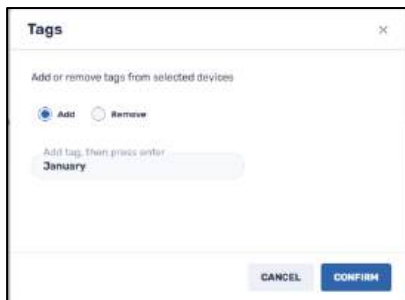 Tags
Add or remove tags from selected devices
Add Remove
Add tag, then press enter
January
CANCEL CONFIRM